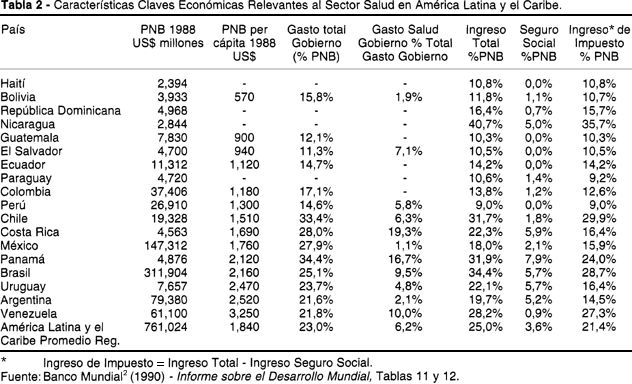 Tabla 2 - Características Claves Económicas Relevantes al Sector Salud en América Latina y el Caribe.
País PNB 1988 PNB per Gasto total Gasto Salud Ingreso Seguro Ingreso* de
US$ millones cápita 1988 Gobierno Gobierno % Total Total Social Impuesto
US$ (% PNB) Gasto Gobierno %PNB %PNB % PNB
Haití 2,394 - - - 10,8% 0,0% 10,8%
Bolivia 3,933 570 15,8% 1,9% 11,8% 1,1% 10,7%
República Dominicana 4,968 - - - 16,4% 0,7% 15,7%
Nicaragua 2,844 - - - 40,7% 5,0% 35,7%
Guatemala 7,830 900 12,1% - 10,3% 0,0% 10,3%
El Salvador 4,700 940 11,3% 7,1% 10,5% 0,0% 10,5%
Ecuador 11,312 1,120 14,7% - 14,2% 0,0% 14,2%
Paraguay 4,720 - - - 10,6% 1,4% 9,2%
Colombia 37,406 1,180 17,1% - 13,8% 1,2% 12,6%
Perú 26,910 1,300 14,6% 5,8% 9,0% 0,0% 9,0%
Chile 19,328 1,510 33,4% 6,3% 31,7% 1,8% 29,9%
Costa Rica 4,563 1,690 28,0% 19,3% 22,3% 5,9% 16,4%
México 147,312 1,760 27,9% 1,1% 18,0% 2,1% 15,9%
Panamá 4,876 2,120 34,4% 16,7% 31,9% 7,9% 24,0%
Brasil 311,904 2,160 25,1% 9,5% 34,4% 5,7% 28,7%
Uruguay 7,657 2,470 23,7% 4,8% 22,1% 5,7% 16,4%
Argentina 79,380 2,520 21,6% 2,1% 19,7% 5,2% 14,5%
Venezuela 61,100 3,250 21,8% 10,0% 28,2% 0,9% 27,3%
América Latina y el 761,024 1,840 23,0% 6,2% 25,0% 3,6% 21,4%
Caribe Promedio Reg.
* Ingreso de Impuesto = Ingreso Total - Ingreso Seguro Social.
Fuente: Banco Mundial² (1990) - Informe sobre el Desarrollo Mundial, Tablas 11 y 12.